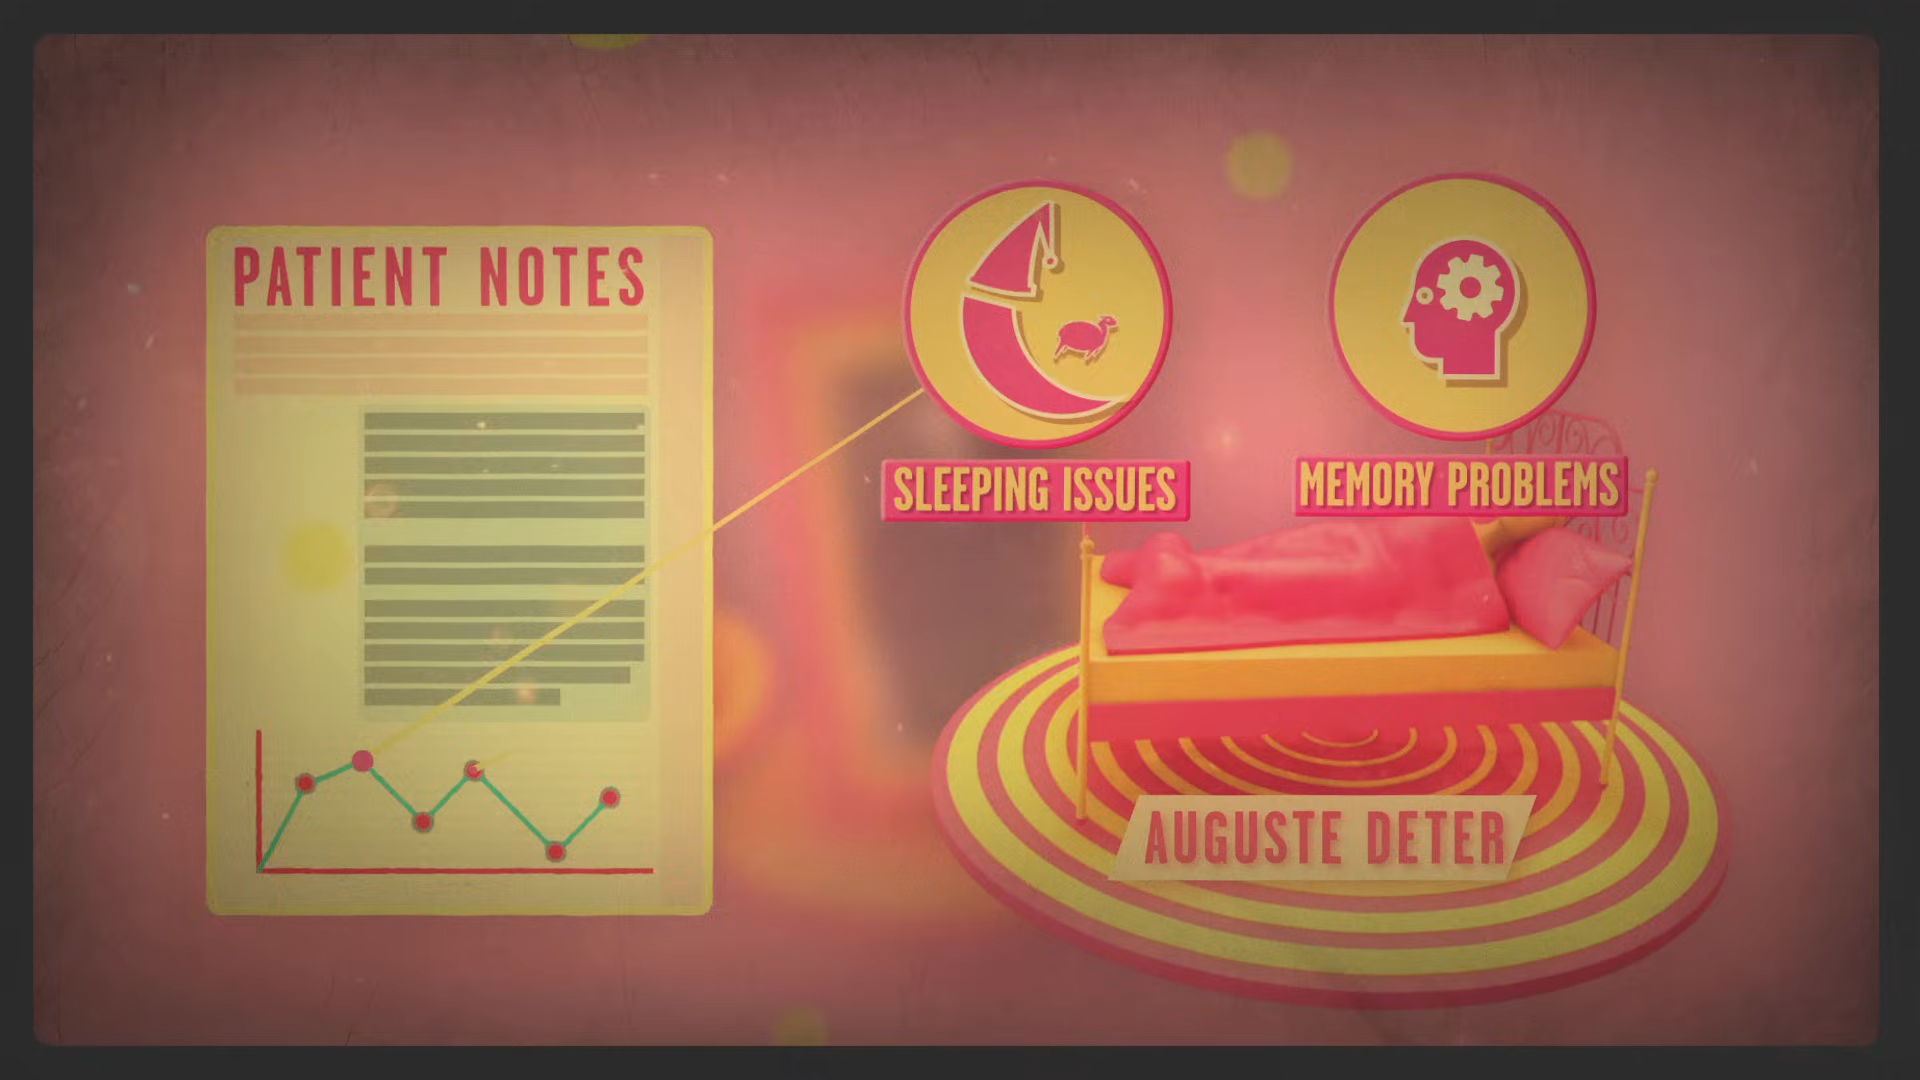 PATIENT NOTES
SLEEPING ISSUES
MEMORY PROBLEMS
AUGUSTE DETER